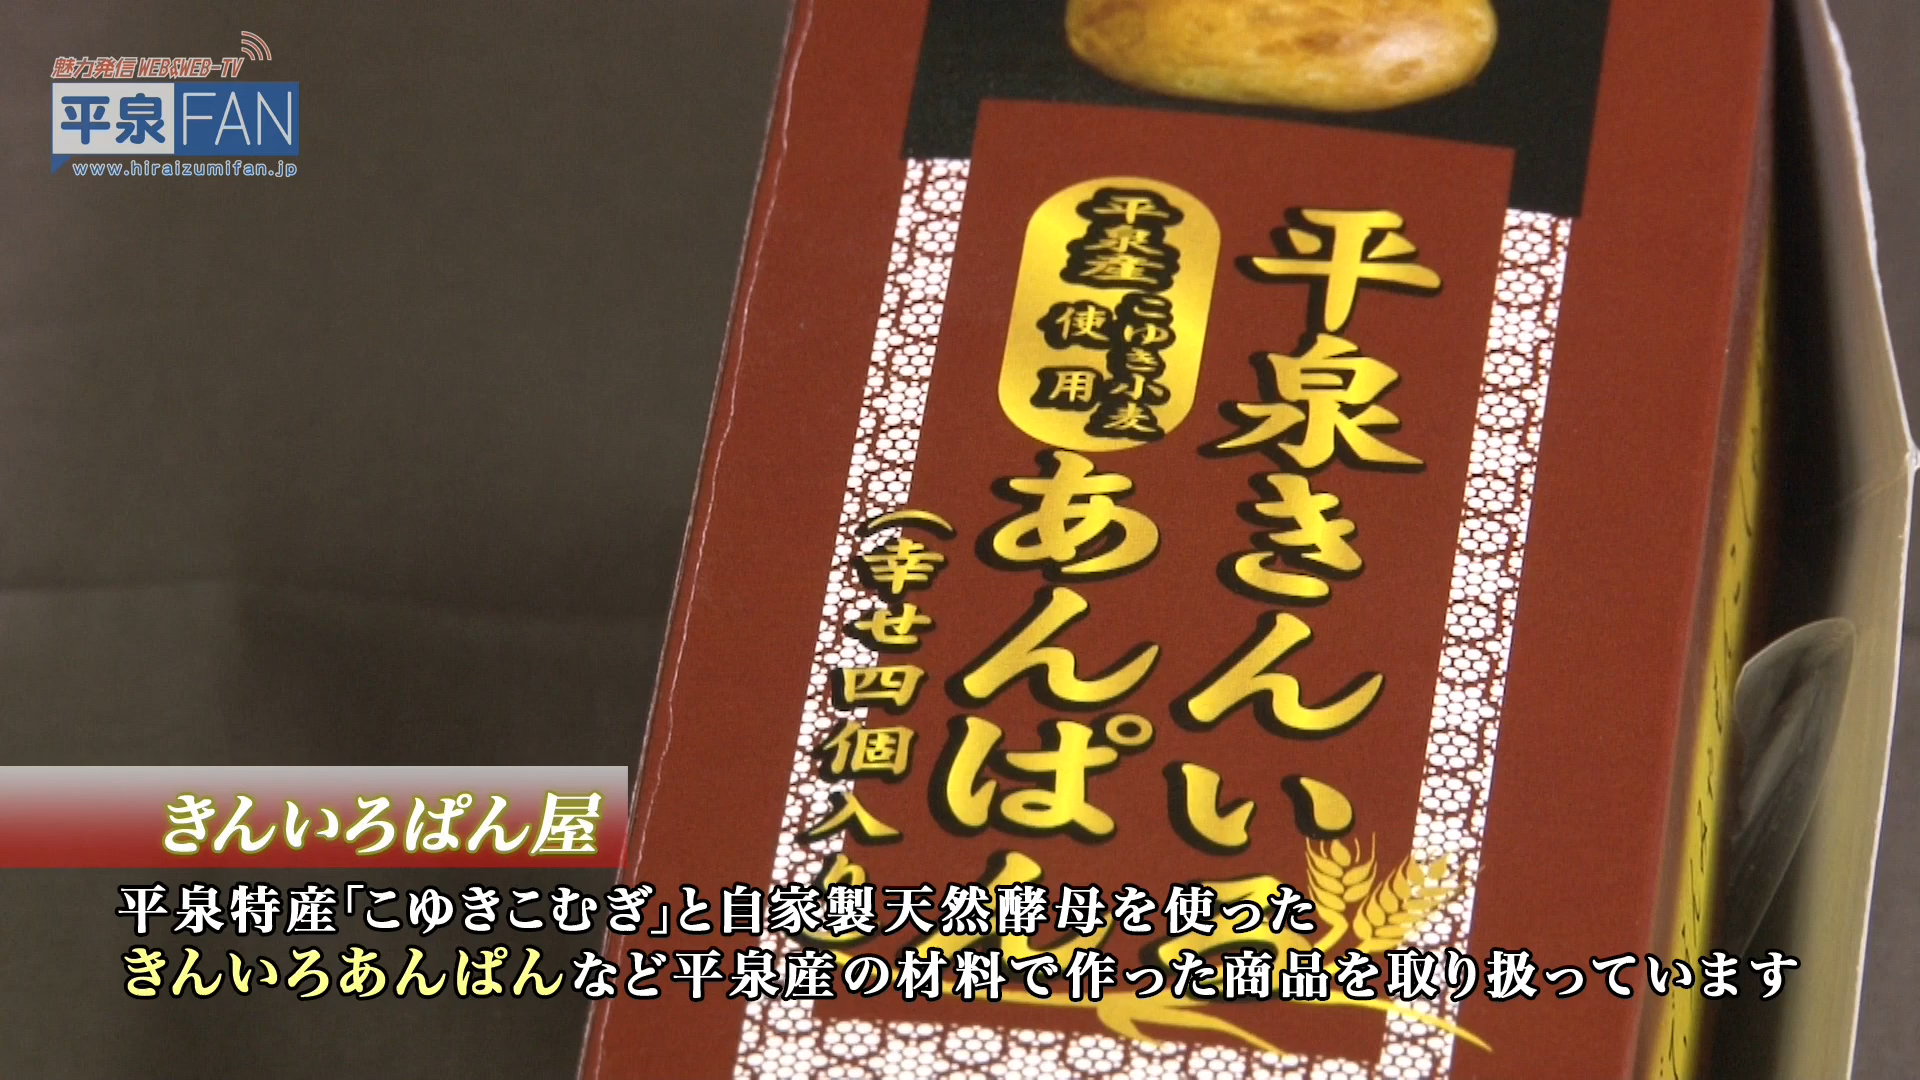 魅力発信 WEB&WEB-TV
平泉FAN
www.hiraizumifan.jp
平泉きんいろ
あんぱん
平泉産
こゆき小麦
使用
(幸せ四個入り)
きんいろぱん屋
平泉特産｢こゆきこむぎ｣と自家製天然酵母を使った
きんいろあんぱんなど平泉産の材料で作った商品を取り扱っています